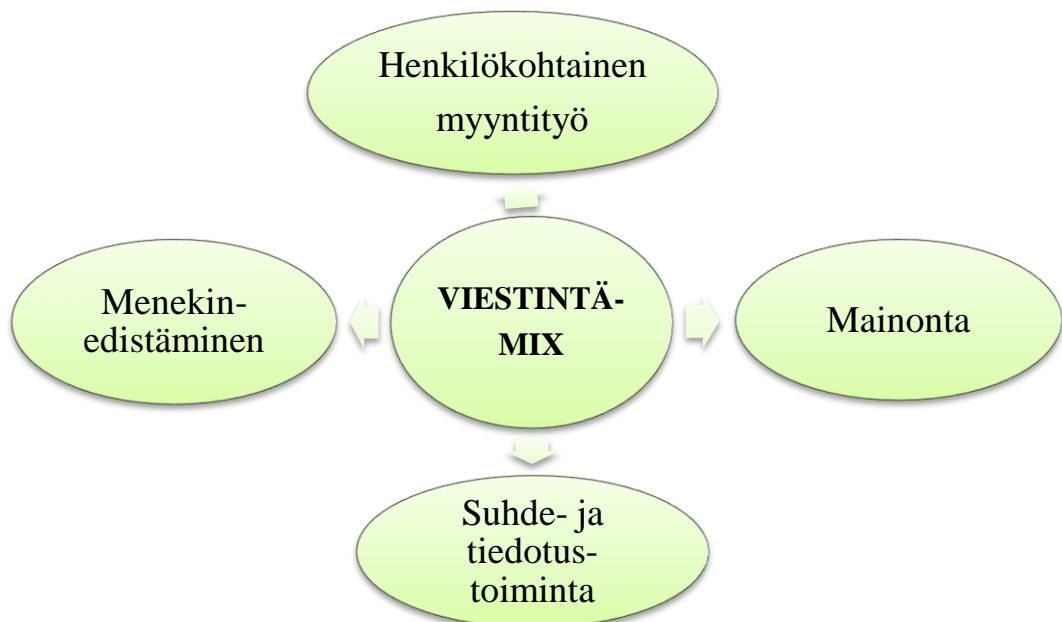 Henkilökohtainen
myyntityö
Menekin-
edistäminen
VIESTINTÄ-
MIX
Mainonta
Suhde- ja
tiedotus-
toiminta